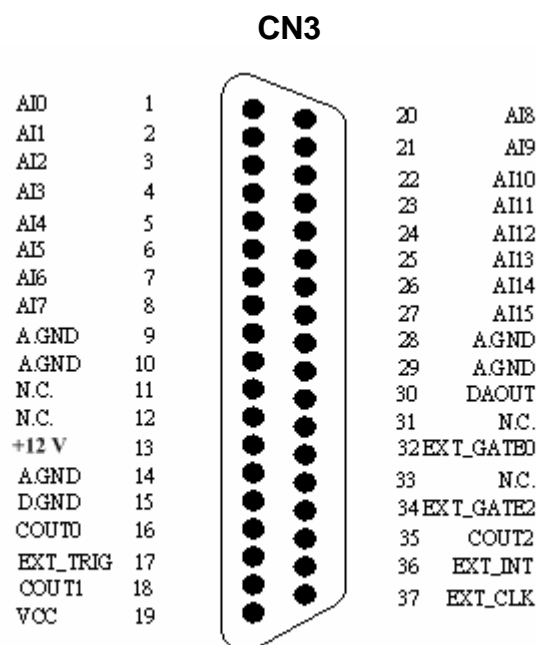 CN3
AI0 1
AI1 2
AI2 3
AI3 4
AI4 5
AI5 6
AI6 7
AI7 8
A.GND 9
A.GND 10
N.C. 11
N.C. 12
+12 V 13
A.GND 14
D.GND 15
COUT0 16
EXT_TRIG 17
COUT1 18
VCC 19
20 AI8
21 AI9
22 AI10
23 AI11
24 AI12
25 AI13
26 AI14
27 AI15
28 A.GND
29 A.GND
30 DAOUT
31 N.C.
32 EXT_GATE0
33 N.C.
34 EXT_GATE2
35 COUT2
36 EXT_INT
37 EXT_CLK